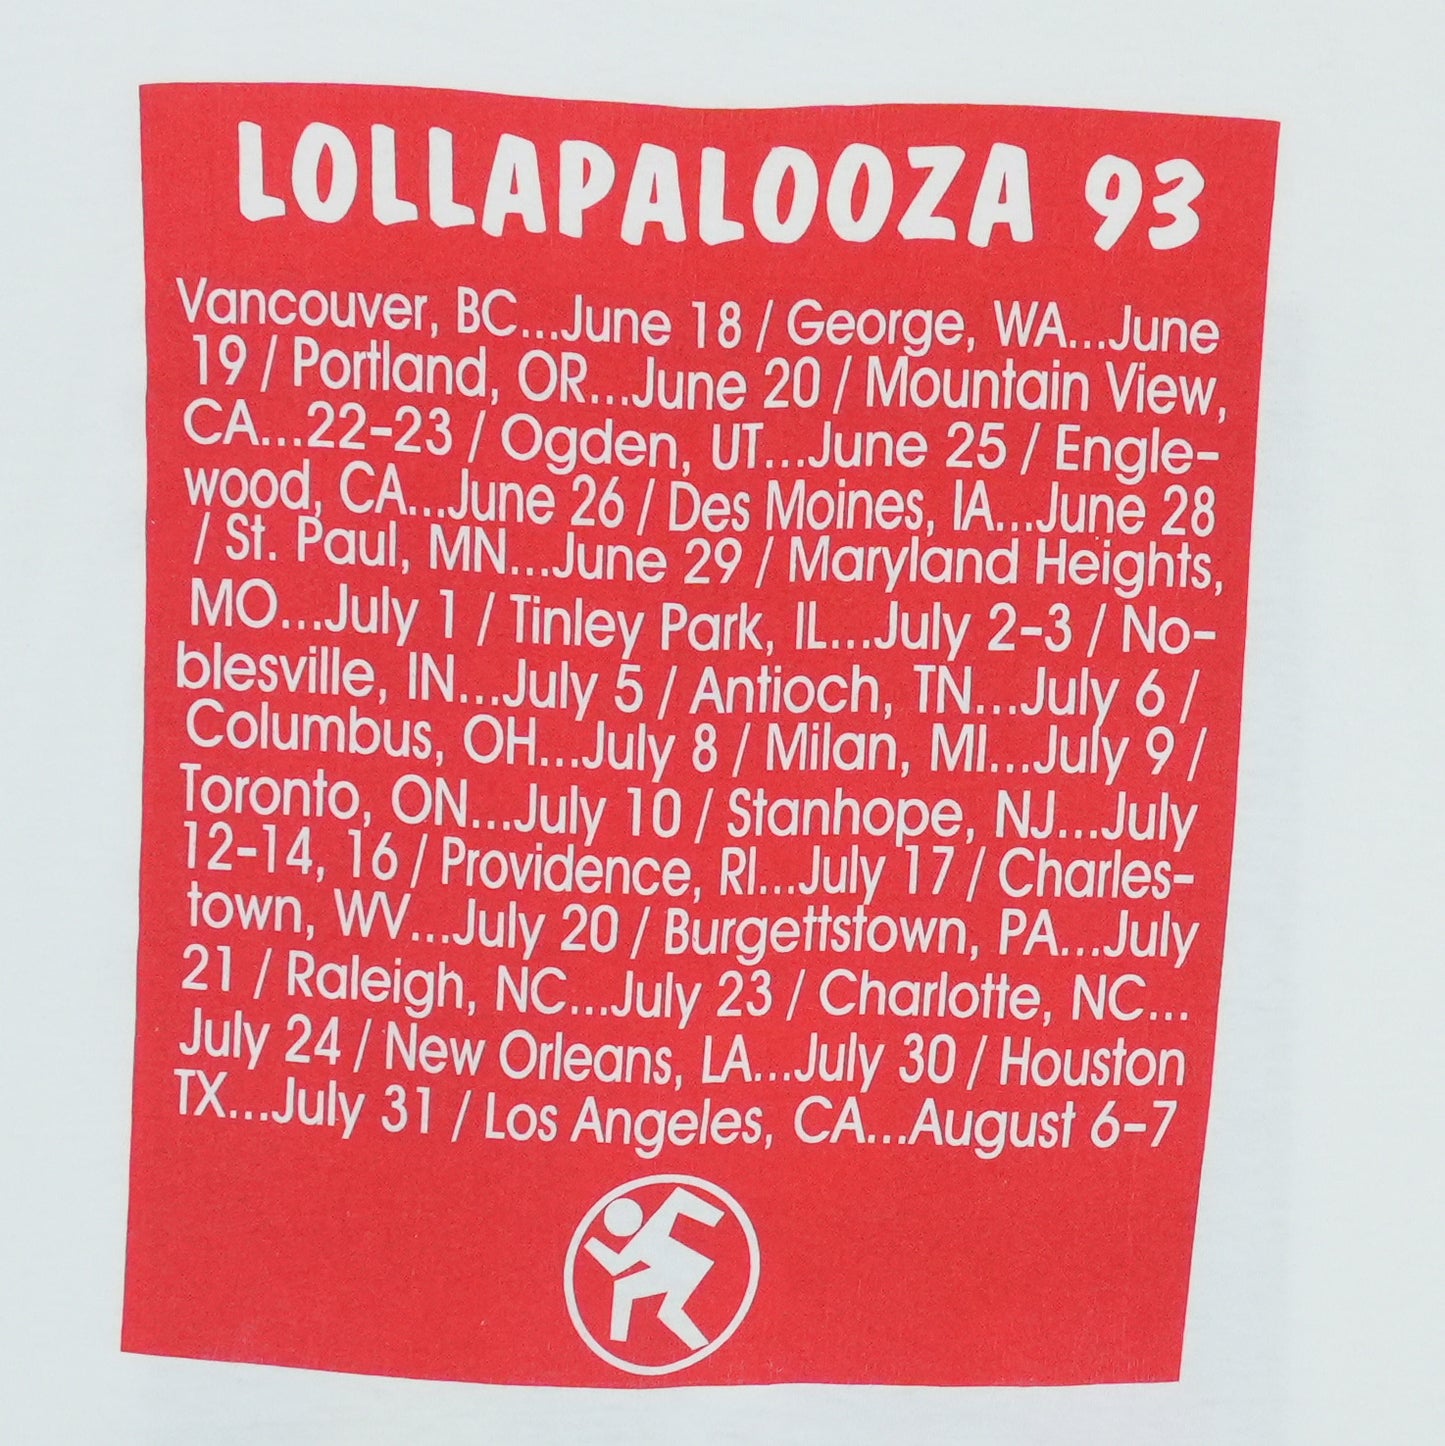 LOLLAPALOOZA 93
Vancouver, BC...June 18 / George, WA...June
19 / Portland, OR...June 20 / Mountain View,
CA...22-23 / Ogden, UT...June 25 / Engle-
wood, CA...June 26 / Des Moines, IA...June 28
/ St. Paul, MN...June 29 / Maryland Heights,
MO...July 1 / Tinley Park, IL...July 2-3 / No-
blesville, IN...July 5 / Antioch, TN...July 6 /
Columbus, OH...July 8 / Milan, MI...July 9 /
Toronto, ON...July 10 / Stanhope, NJ...July
12-14, 16 / Providence, RI...July 17 / Charles-
town, WV...July 20 / Burgettstown, PA...July
21 / Raleigh, NC...July 23 / Charlotte, NC...
July 24 / New Orleans, LA...July 30 / Houston
TX...July 31 / Los Angeles, CA...August 6-7